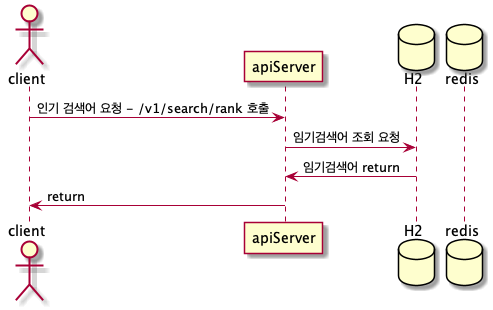 client
apiServer
H2
redis
인기 검색어 요청 - /v1/search/rank 호출
임기검색어 조회 요청
임기검색어 return
return
client
apiServer
H2
redis